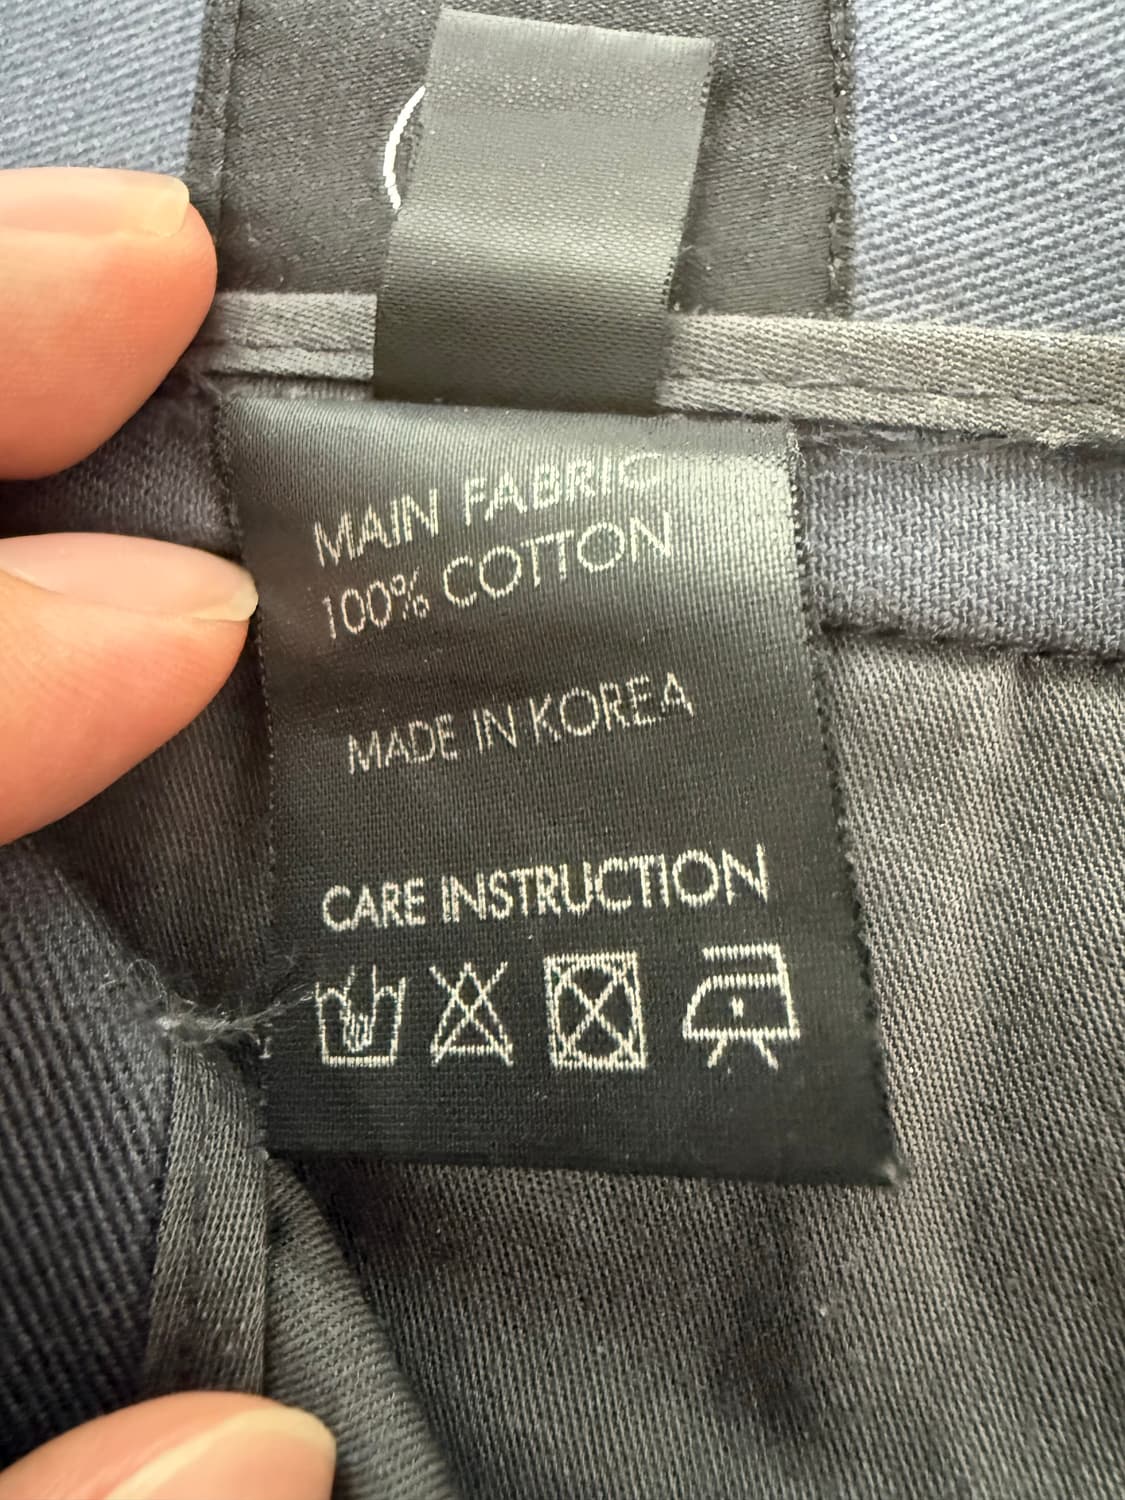 MAIN FABRIC
100% COTTON
MADE IN KOREA
CARE INSTRUCTION